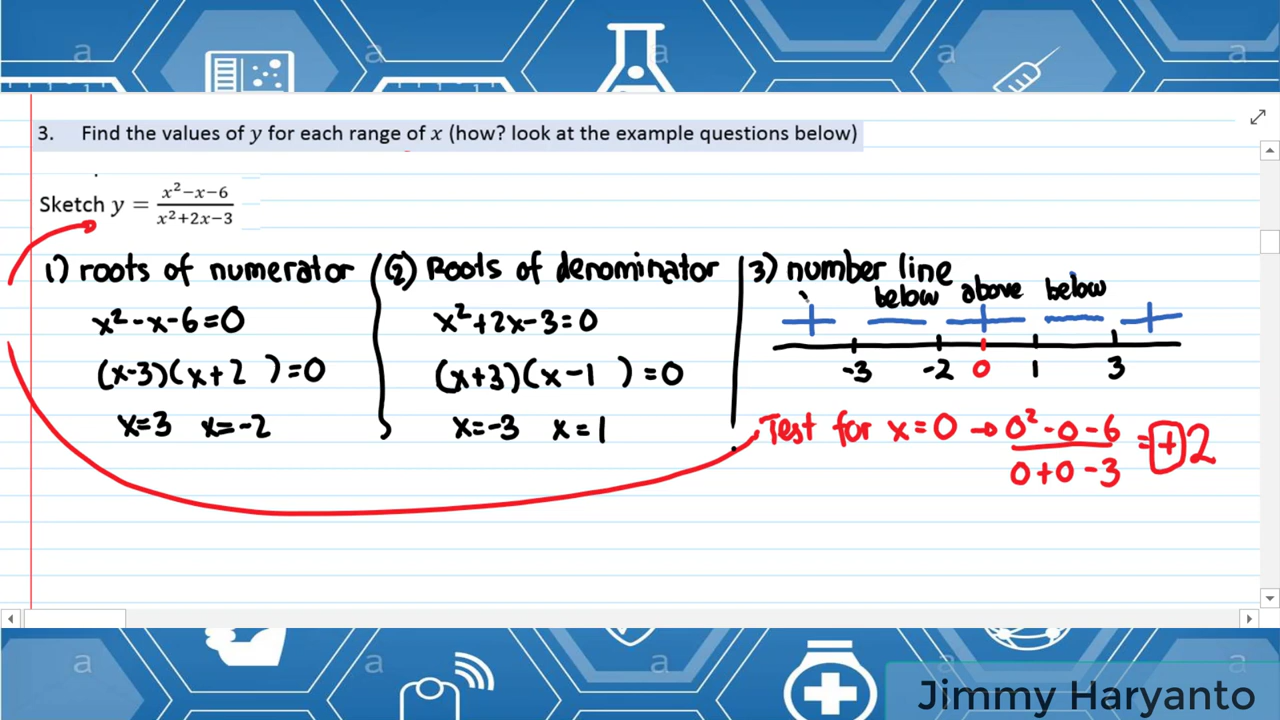 3. Find the values of y for each range of x (how? look at the example questions below)
Sketch y = \frac{x²−x−6}{x²+2x−3}
1) roots of numerator
x² - x - 6 = 0
(x-3)(x+2 ) = 0
x=3 x=-2
2) Roots of denominator
x² + 2x - 3 = 0
(x+3)(x-1 ) = 0
x=-3 x=1
3) number line
below above below
+ — + — +
-3 -2 0 1 3
Test for x=0 → \frac{0² - 0 - 6}{0 + 0 - 3} = + 2
a a a a
a a a a
Jimmy Haryanto